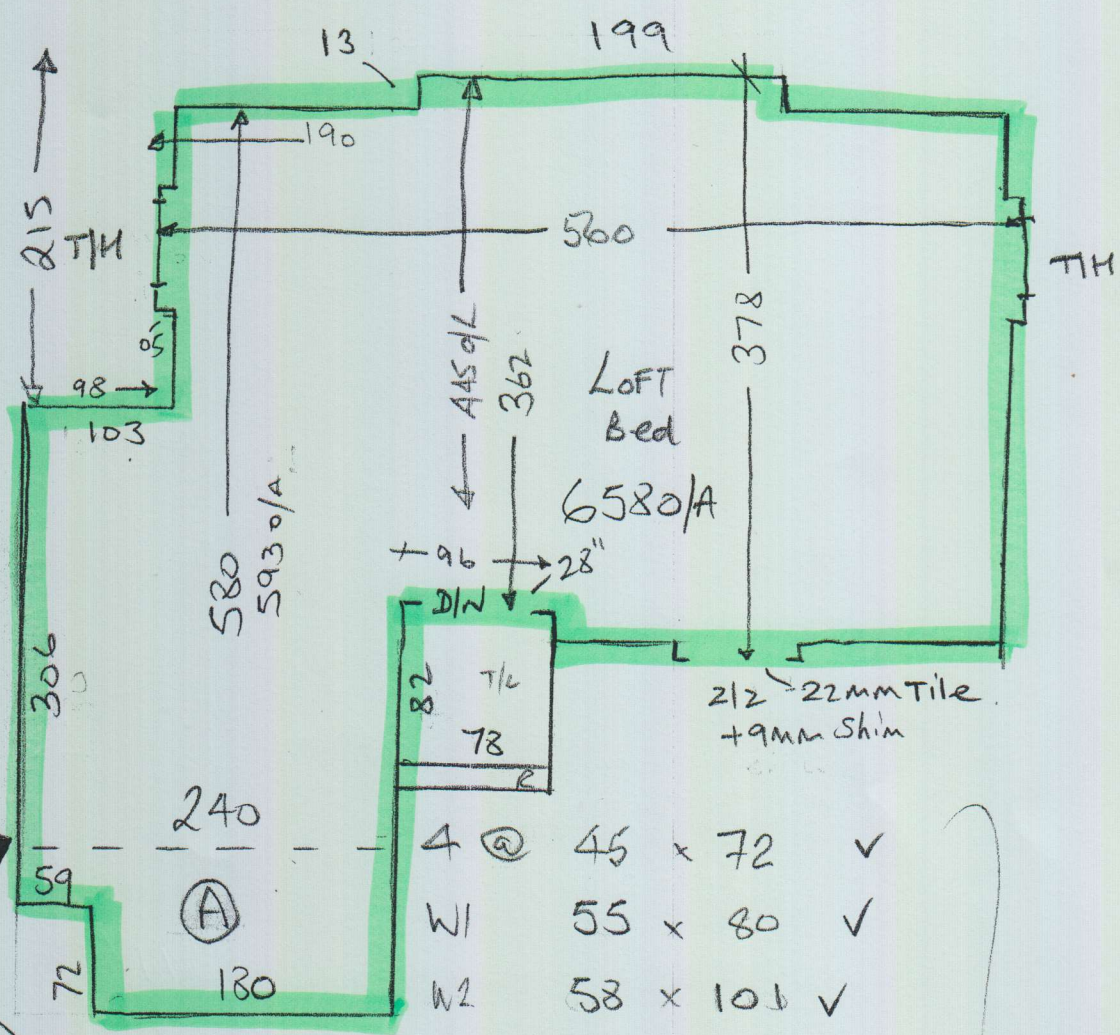 13
199
190
215
T/H
560
T/H
05
445 O/L
362
378
98
103
LOFT
Bed
6580/A
580
5930/A
96
28"
D/N
306
82
T/L
78
R
212 22mm Tile
+9mm Shim
240
59
A
72
180
4 @ 45 x 72 ✓
W1 55 x 80 ✓
W2 58 x 101 ✓